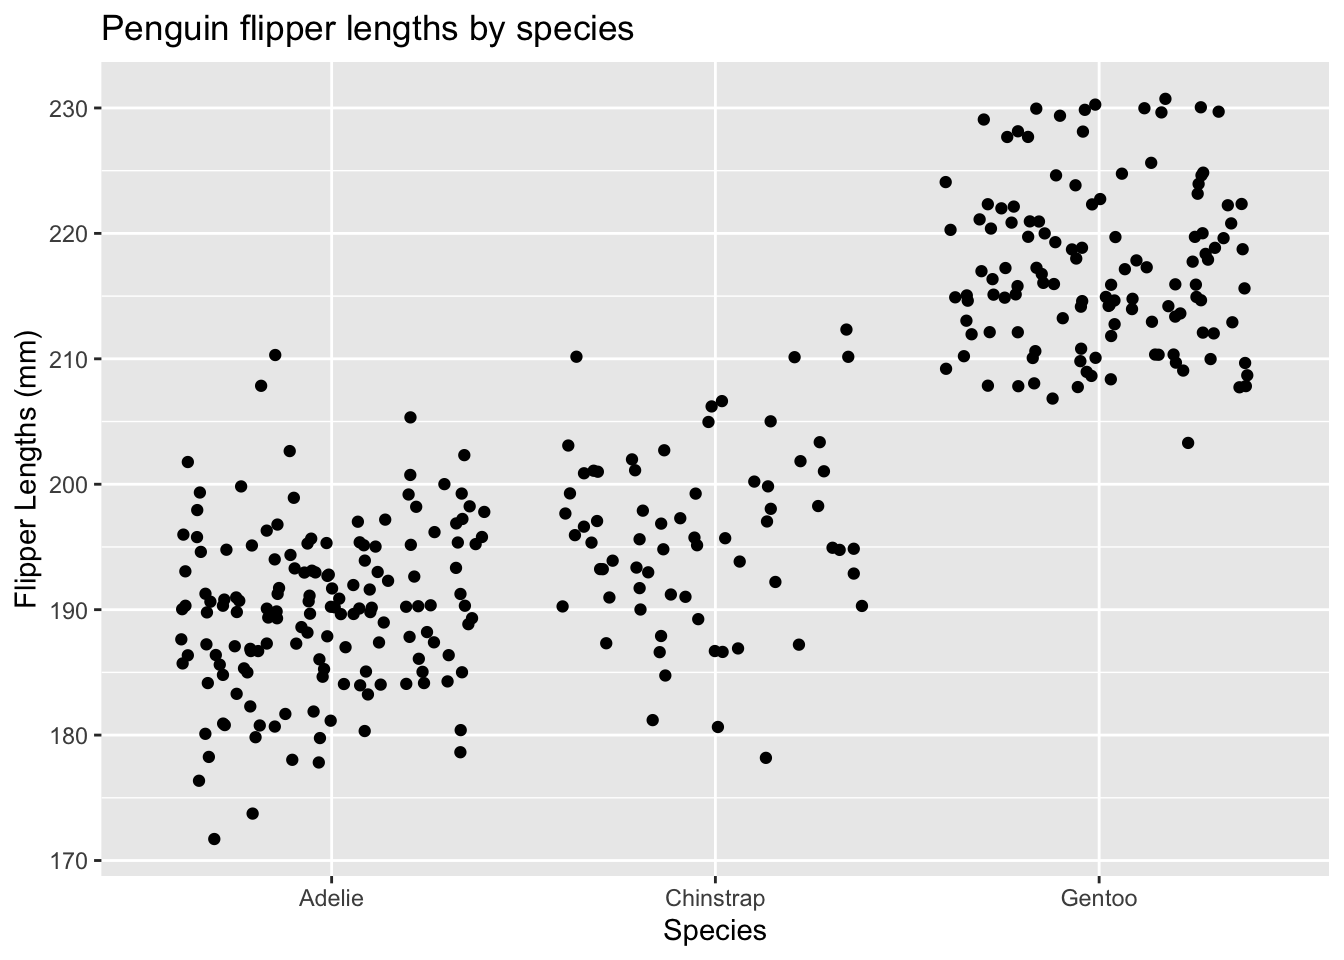 Penguin flipper lengths by species
230
220
210
200
190
180
170
Flipper Lengths (mm)
Adelie Chinstrap Gentoo
Species